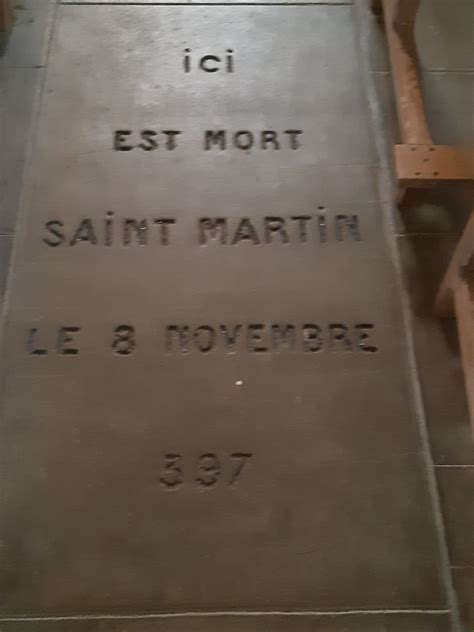 ici
EST MORT
SAiNT MARTiN
LE 8 NOVEMBRE
397